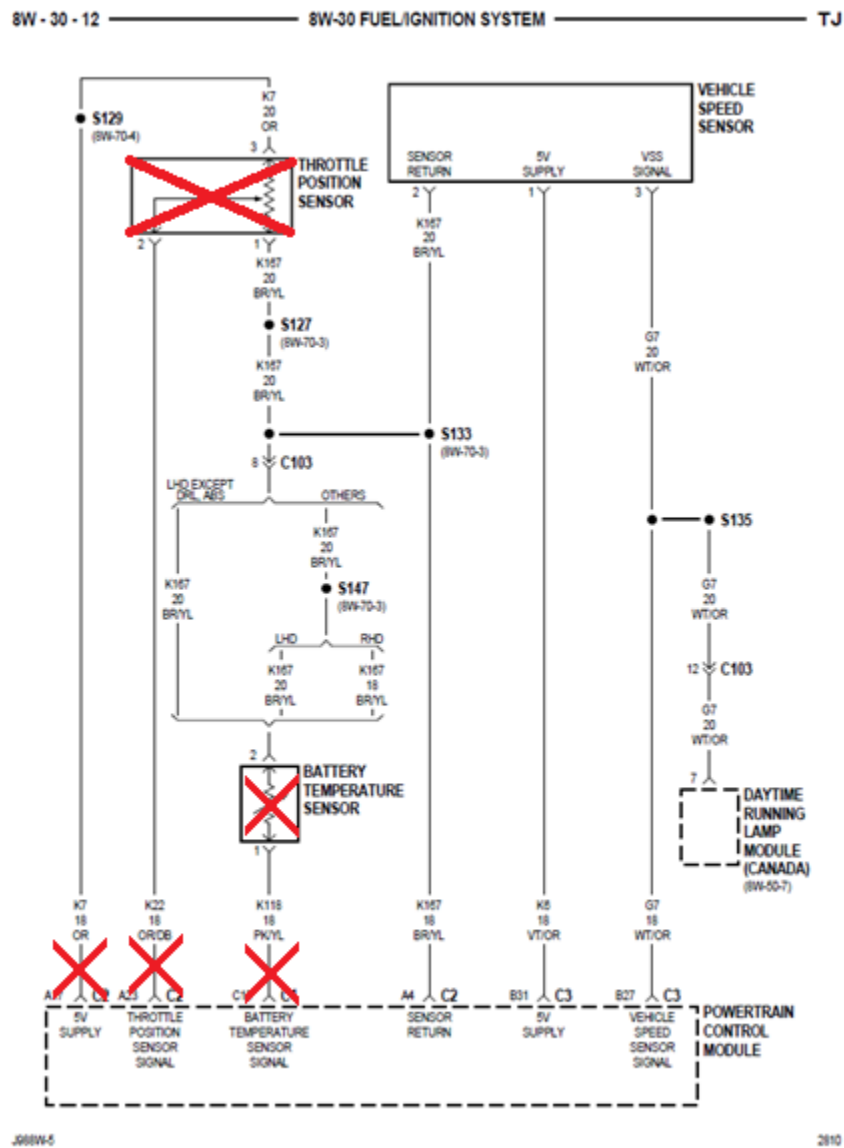 8W - 30 - 12
8W-30 FUEL/IGNITION SYSTEM
TJ
K7
20
OR
S129
(8W-70-4)
VEHICLE
SPEED
SENSOR
3
THROTTLE
POSITION
SENSOR
SENSOR
RETURN
5V
SUPPLY
VSS
SIGNAL
2
1
3
2
1
K167
20
BR/YL
K167
20
BR/YL
S127
(8W-70-3)
K167
20
BR/YL
G7
20
WT/OR
S133
(8W-70-3)
6
C103
LHD EXCEPT
DRL, ABS
OTHERS
S135
K167
20
BR/YL
K167
20
BR/YL
S147
(8W-70-3)
G7
20
WT/OR
LHD
RHD
K167
20
BR/YL
K167
18
BR/YL
12
C103
G7
20
WT/OR
2
BATTERY
TEMPERATURE
SENSOR
1
7
DAYTIME
RUNNING
LAMP
MODULE
(CANADA)
(8W-50-7)
K7
18
OR
K22
18
OR/DB
K118
18
PK/YL
K167
18
BR/YL
K6
18
VT/OR
G7
18
WT/OR
C2
C2
C1
A4
C2
B31
C3
B27
C3
5V
SUPPLY
THROTTLE
POSITION
SENSOR
SIGNAL
BATTERY
TEMPERATURE
SENSOR
SIGNAL
SENSOR
RETURN
5V
SUPPLY
VEHICLE
SPEED
SENSOR
SIGNAL
POWERTRAIN
CONTROL
MODULE
J988W-5
2810